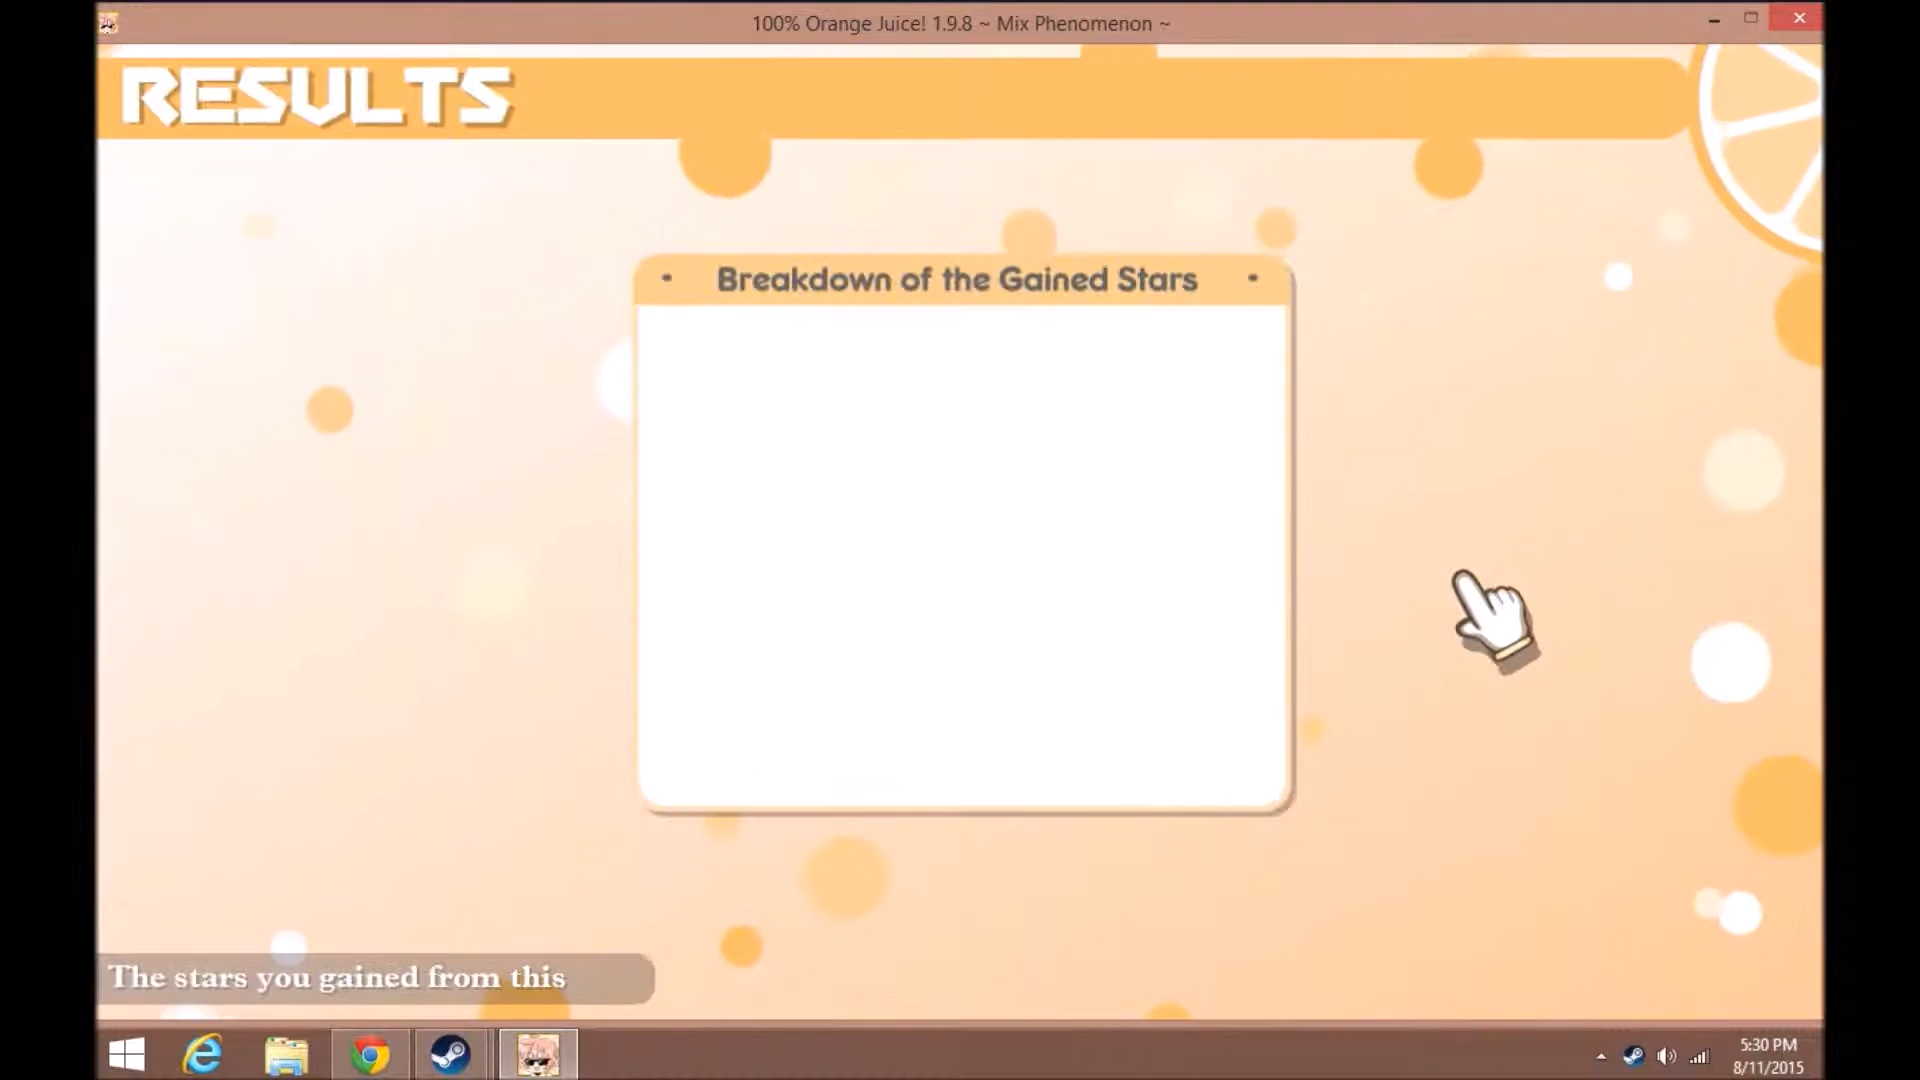 100% Orange Juice! 1.9.8 ~ Mix Phenomenon ~
RESULTS
• Breakdown of the Gained Stars •
The stars you gained from this
5:30 PM
8/11/2015